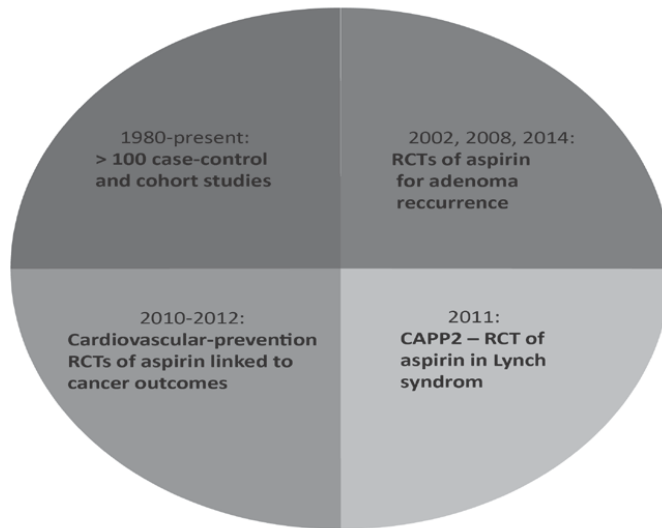 1980-present:
> 100 case-control
and cohort studies
2002, 2008, 2014:
RCTs of aspirin
for adenoma
reccurrence
2010-2012:
Cardiovascular-prevention
RCTs of aspirin linked to
cancer outcomes
2011:
CAPP2 – RCT of
aspirin in Lynch
syndrom